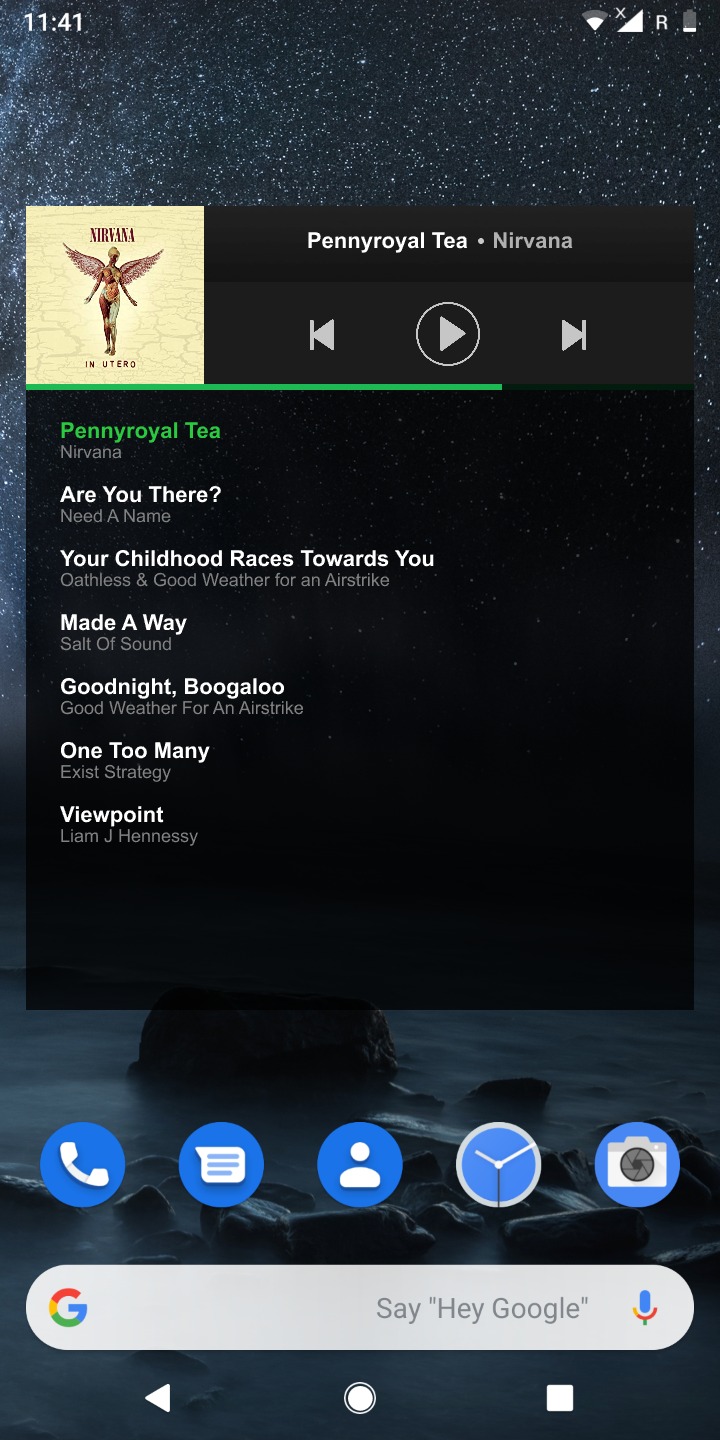 11:41
X
R
NIRVANA
IN UTERO
Pennyroyal Tea • Nirvana
Pennyroyal Tea
Nirvana
Are You There?
Need A Name
Your Childhood Races Towards You
Oathless & Good Weather for an Airstrike
Made A Way
Salt Of Sound
Goodnight, Boogaloo
Good Weather For An Airstrike
One Too Many
Exist Strategy
Viewpoint
Liam J Hennessy
G
Say "Hey Google"